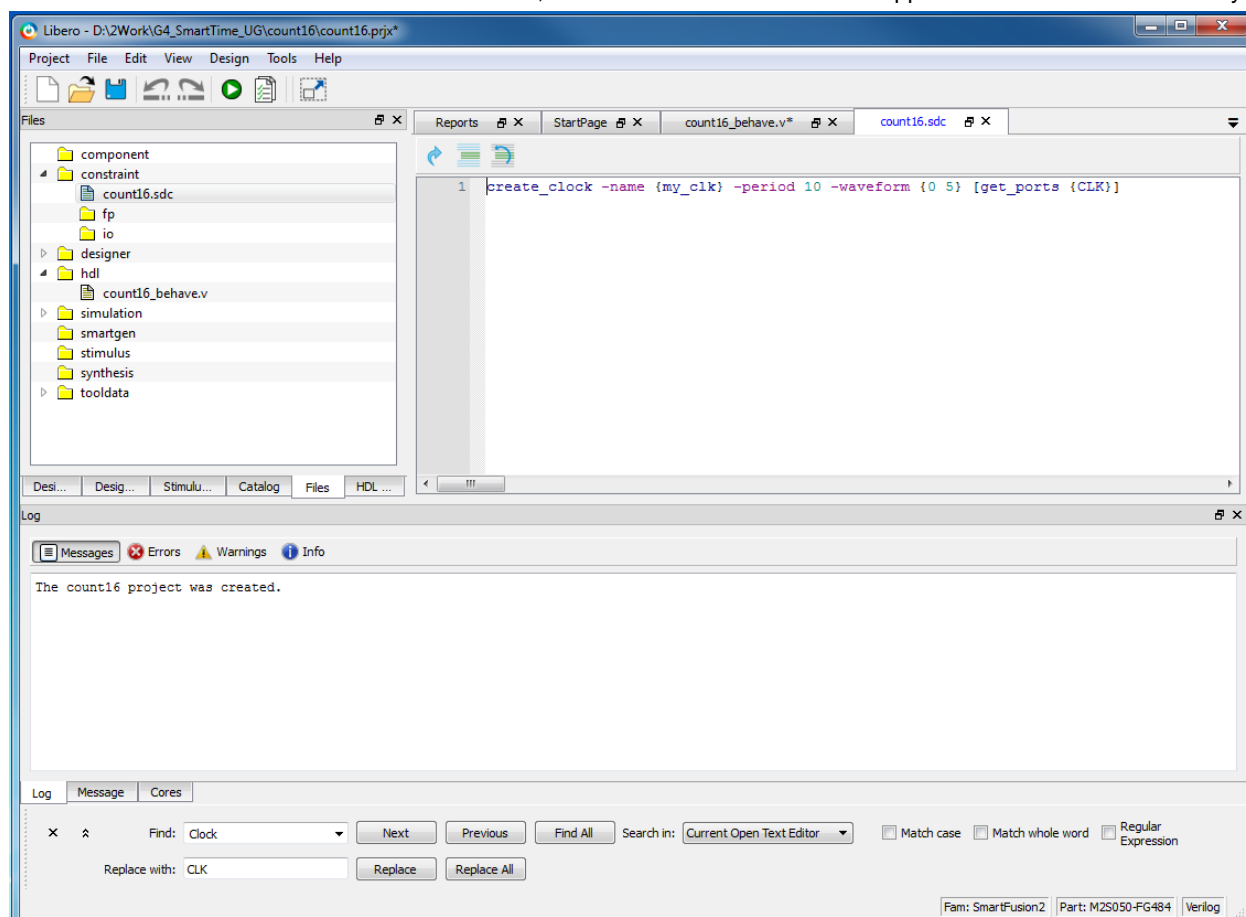 Libero - D:\2Work\G4_SmartTime_UG\count16\count16.prjx*
Project File Edit View Design Tools Help
Files
Reports StartPage count16_behave.v* count16.sdc
component
constraint
count16.sdc
fp
io
designer
hdl
count16_behave.v
simulation
smartgen
stimulus
synthesis
tooldata
1 create_clock -name {my_clk} -period 10 -waveform {0 5} [get_ports {CLK}]
Desi... Desig... Stimulu... Catalog Files HDL ...
Log
Messages Errors Warnings Info
The count16 project was created.
Log Message Cores
Find: Clock Next Previous Find All Search in: Current Open Text Editor Match case Match whole word Regular Expression
Replace with: CLK Replace Replace All
Fam: SmartFusion2 Part: M2S050-FG484 Verilog